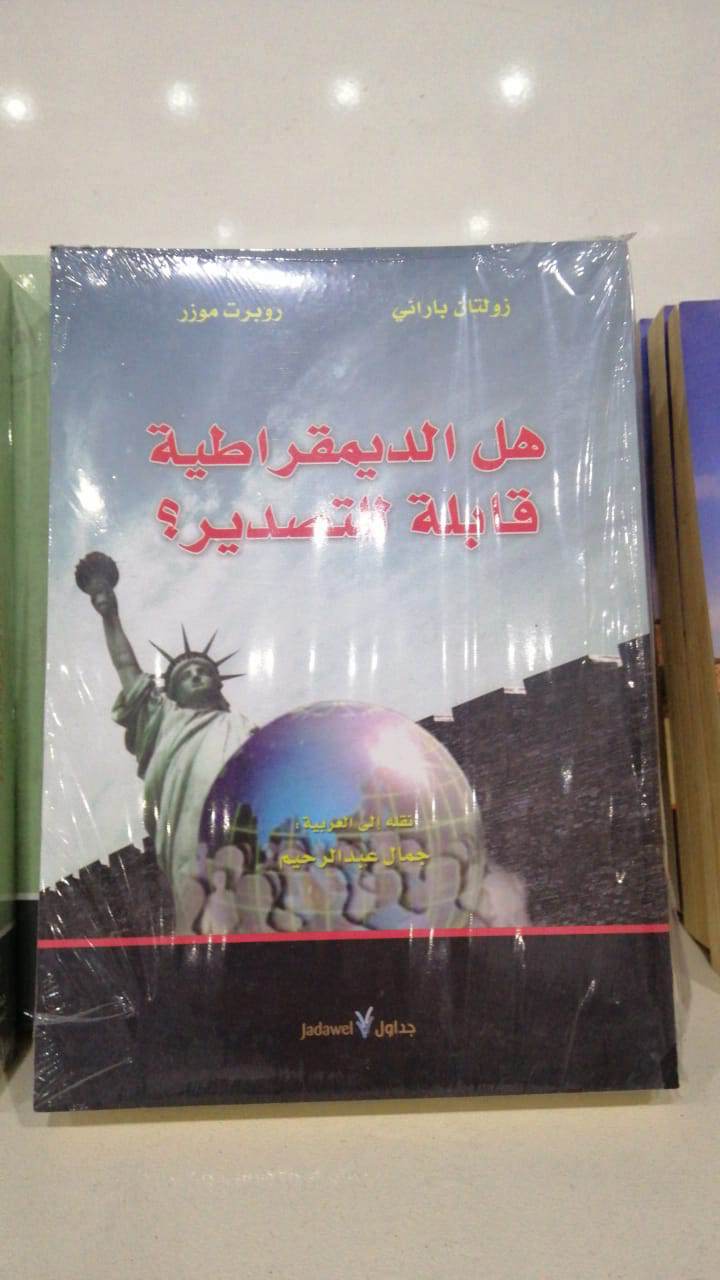 زولتان باراني روبرت موزر
هل الديمقراطية
قابلة للتصدير؟
نقله إلى العربية:
جمال عبدالرحيم
جداول Jadawel